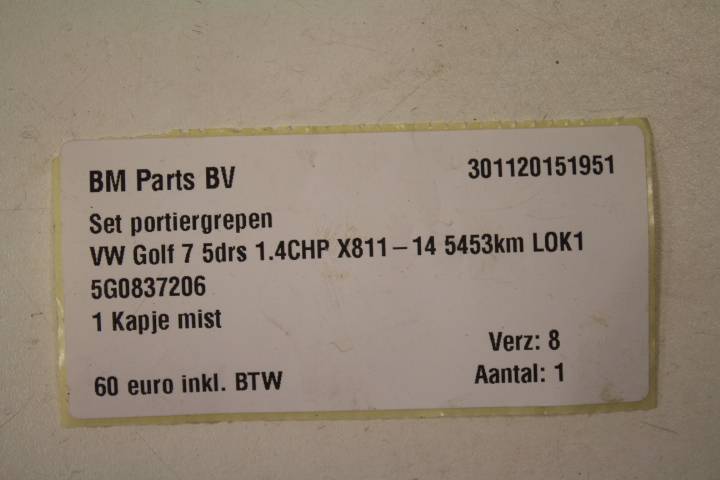 BM Parts BV 301120151951
Set portiergrepen
VW Golf 7 5drs 1.4CHP X811-14 5453km LOK1
5G0837206
1 Kapje mist
Verz: 8
60 euro inkl. BTW Aantal: 1